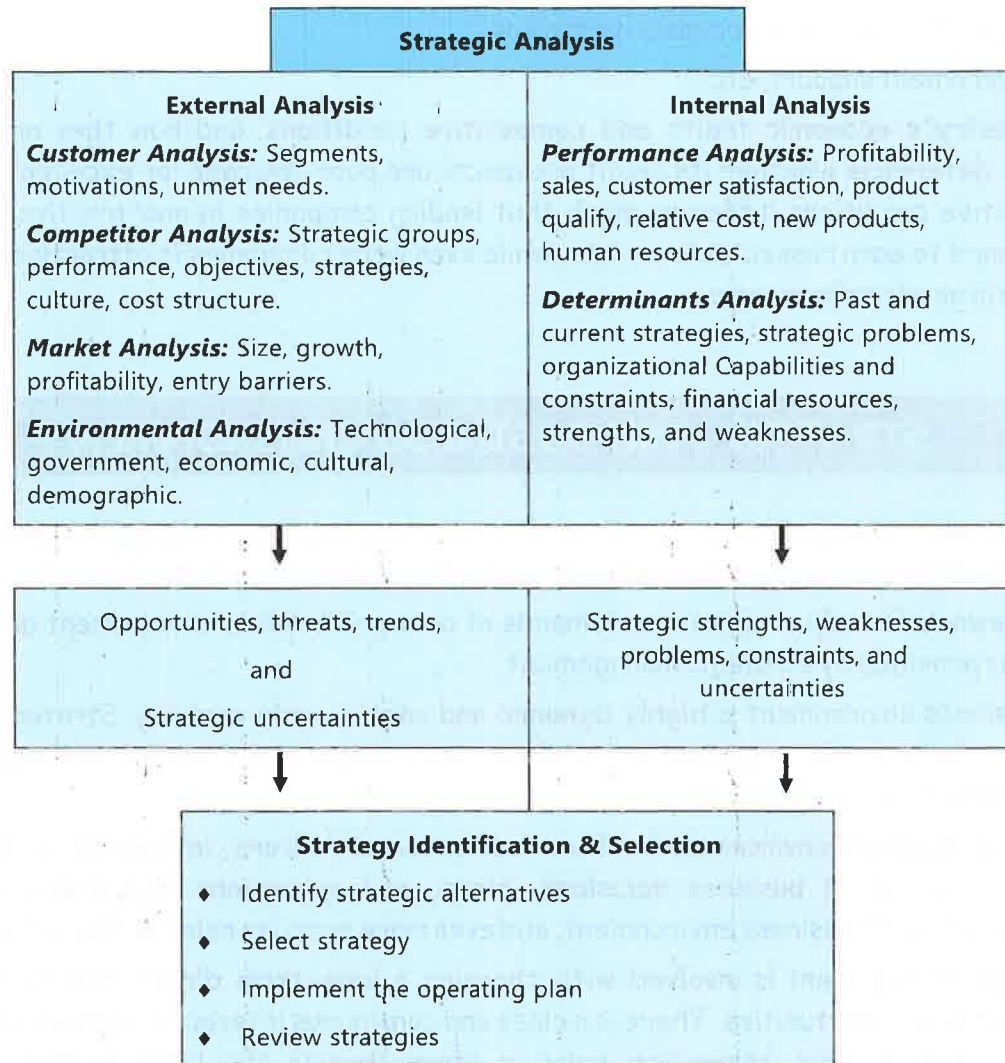 Strategic Analysis
External Analysis
Customer Analysis: Segments,
motivations, unmet needs.
Competitor Analysis: Strategic groups,
performance, objectives, strategies,
culture, cost structure.
Market Analysis: Size, growth,
profitability, entry barriers.
Environmental Analysis: Technological,
government, economic, cultural,
demographic.
Internal Analysis
Performance Analysis: Profitability,
sales, customer satisfaction, product
qualify, relative cost, new products,
human resources.
Determinants Analysis: Past and
current strategies, strategic problems,
organizational Capabilities and
constraints, financial resources,
strengths, and weaknesses.
Opportunities, threats, trends,
and
Strategic uncertainties
Strategic strengths, weaknesses,
problems, constraints, and
uncertainties
Strategy Identification & Selection
♦ Identify strategic alternatives
♦ Select strategy
♦ Implement the operating plan
♦ Review strategies